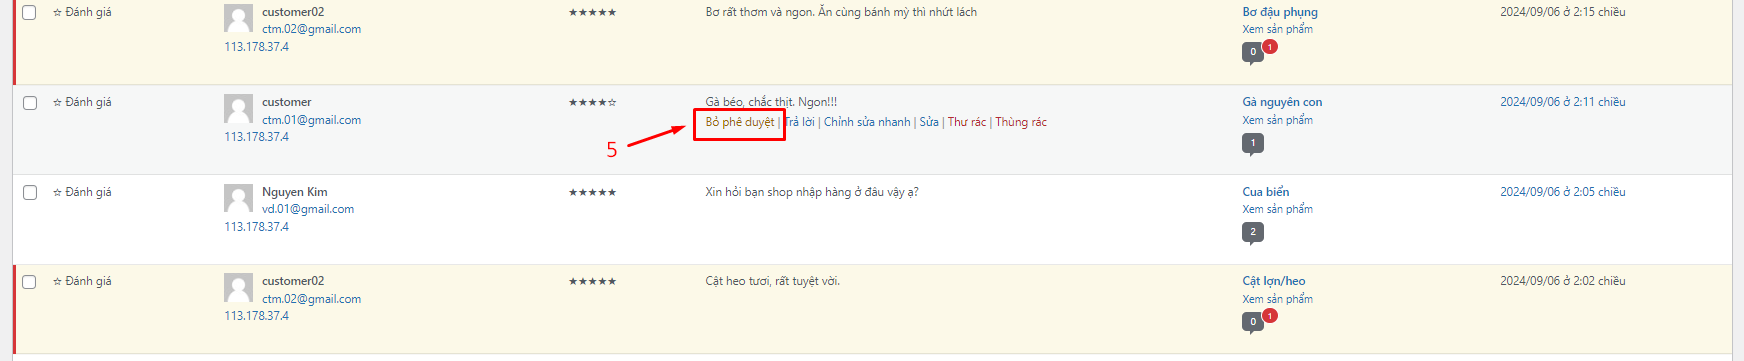 ☆ Đánh giá
customer02
ctm.02@gmail.com
113.178.37.4
★★★★★
Bơ rất thơm và ngon. Ăn cùng bánh mỳ thì nhứt lách
Bơ đậu phụng
Xem sản phẩm
0 1
2024/09/06 ở 2:15 chiều
☆ Đánh giá
customer
ctm.01@gmail.com
113.178.37.4
★★★★☆
Gà béo, chắc thịt. Ngon!!!
Bỏ phê duyệt | Trả lời | Chỉnh sửa nhanh | Sửa | Thư rác | Thùng rác
5
Gà nguyên con
Xem sản phẩm
1
2024/09/06 ở 2:11 chiều
☆ Đánh giá
Nguyen Kim
vd.01@gmail.com
113.178.37.4
★★★★★
Xin hỏi bạn shop nhập hàng ở đâu vậy ạ?
Cua biển
Xem sản phẩm
2
2024/09/06 ở 2:05 chiều
☆ Đánh giá
customer02
ctm.02@gmail.com
113.178.37.4
★★★★★
Cật heo tươi, rất tuyệt vời.
Cật lợn/heo
Xem sản phẩm
0 1
2024/09/06 ở 2:02 chiều